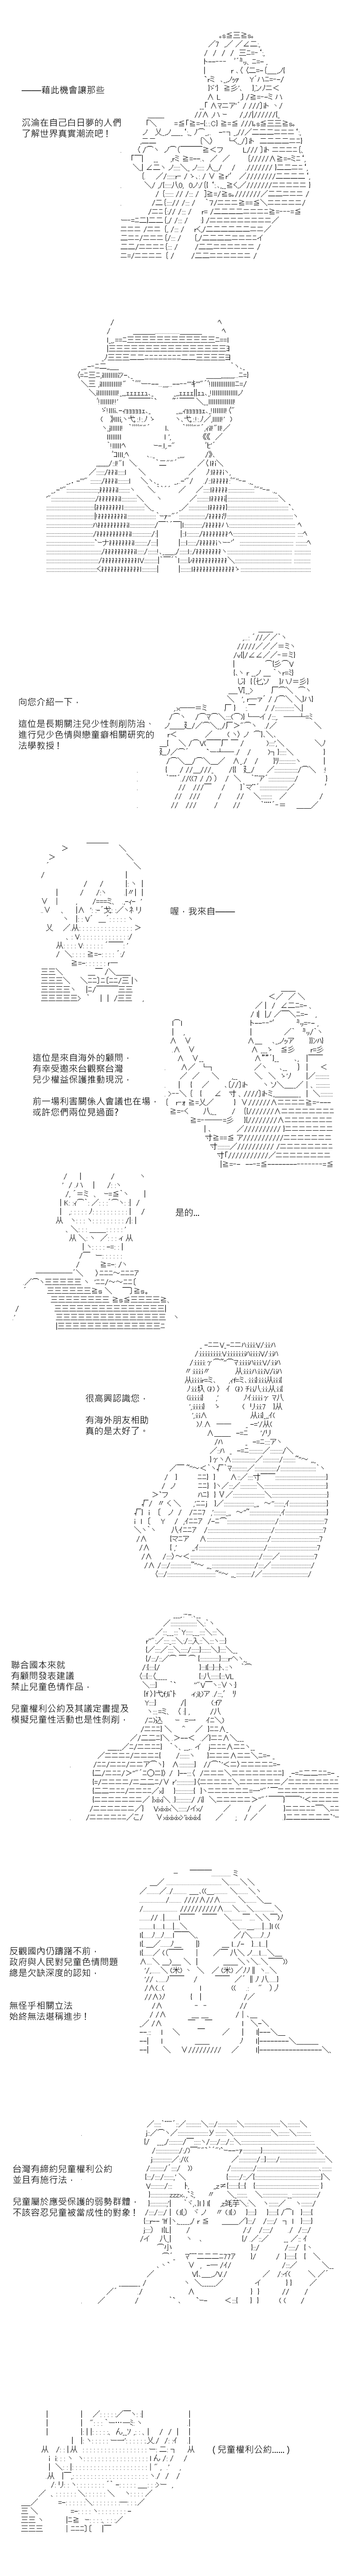 ——藉此機會讓那些
沉淪在自己白日夢的人們
了解世界真實潮流吧！
向您介紹一下．
這位是長期關注兒少性剝削防治、
進行兒少色情與戀童癖相關研究的
法學教授！
喔．我來自——
這位是來自海外的顧問．
有幸受邀來台觀察台灣
兒少權益保護推動現況．
前一場利害關係人會議也在場．
或許您們兩位見過面?
是的...
很高興認識您．
有海外朋友相助
真的是太好了。
聯合國本來就
有顧問發表建議
禁止兒童色情作品．
兒童權利公約及其議定書提及
模擬兒童性活動也是性剝削．
反觀國內仍躊躇不前．
政府與人民對兒童色情問題
總是欠缺深度的認知．
無怪乎相關立法
始終無法堪稱進步！
台灣有締約兒童權利公約
並且有施行法．
兒童屬於應受保護的弱勢群體．
不該容忍兒童被當成性的對象！
(兒童權利公約......)